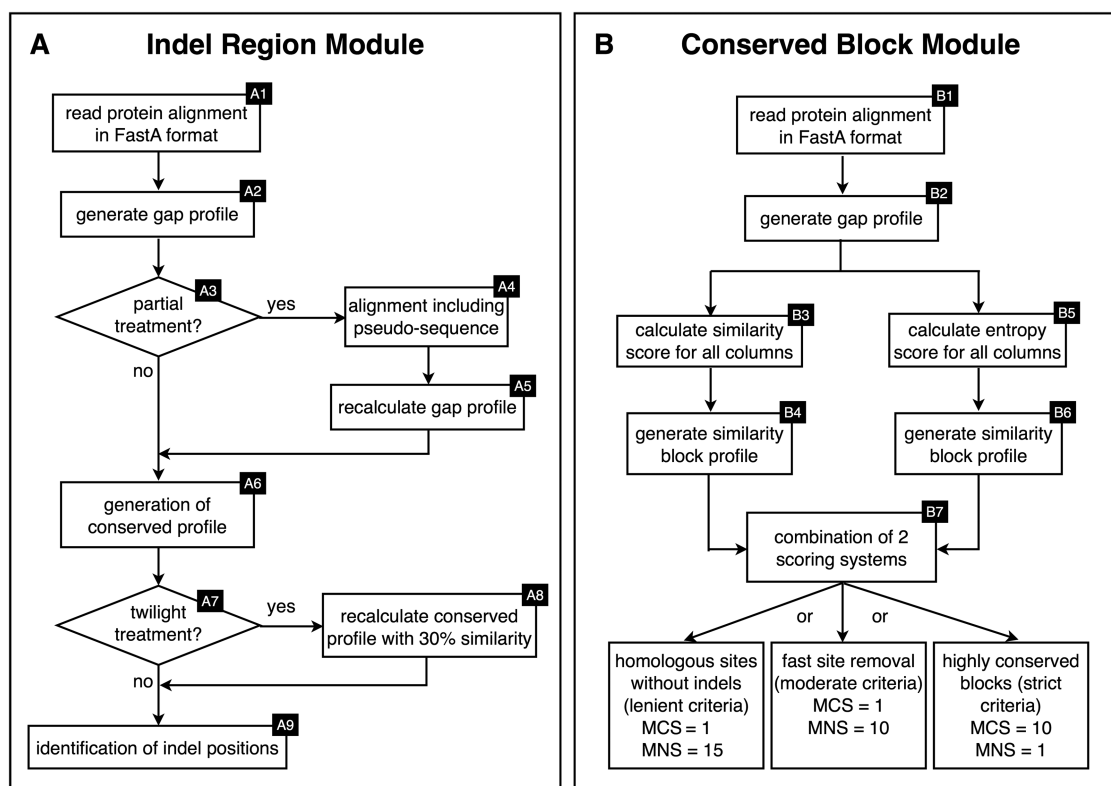 A Indel Region Module
A1
read protein alignment
in FastA format
A2
generate gap profile
A3
partial
treatment?
yes
no
A4
alignment including
pseudo-sequence
A5
recalculate gap profile
A6
generation of
conserved profile
A7
twilight
treatment?
yes
no
A8
recalculate conserved
profile with 30% similarity
A9
identification of indel positions
B Conserved Block Module
B1
read protein alignment
in FastA format
B2
generate gap profile
B3
calculate similarity
score for all columns
B5
calculate entropy
score for all columns
B4
generate similarity
block profile
B6
generate similarity
block profile
B7
combination of 2
scoring systems
or
or
homologous sites
without indels
(lenient criteria)
MCS = 1
MNS = 15
fast site removal
(moderate criteria)
MCS = 1
MNS = 10
highly conserved
blocks (strict
criteria)
MCS = 10
MNS = 1